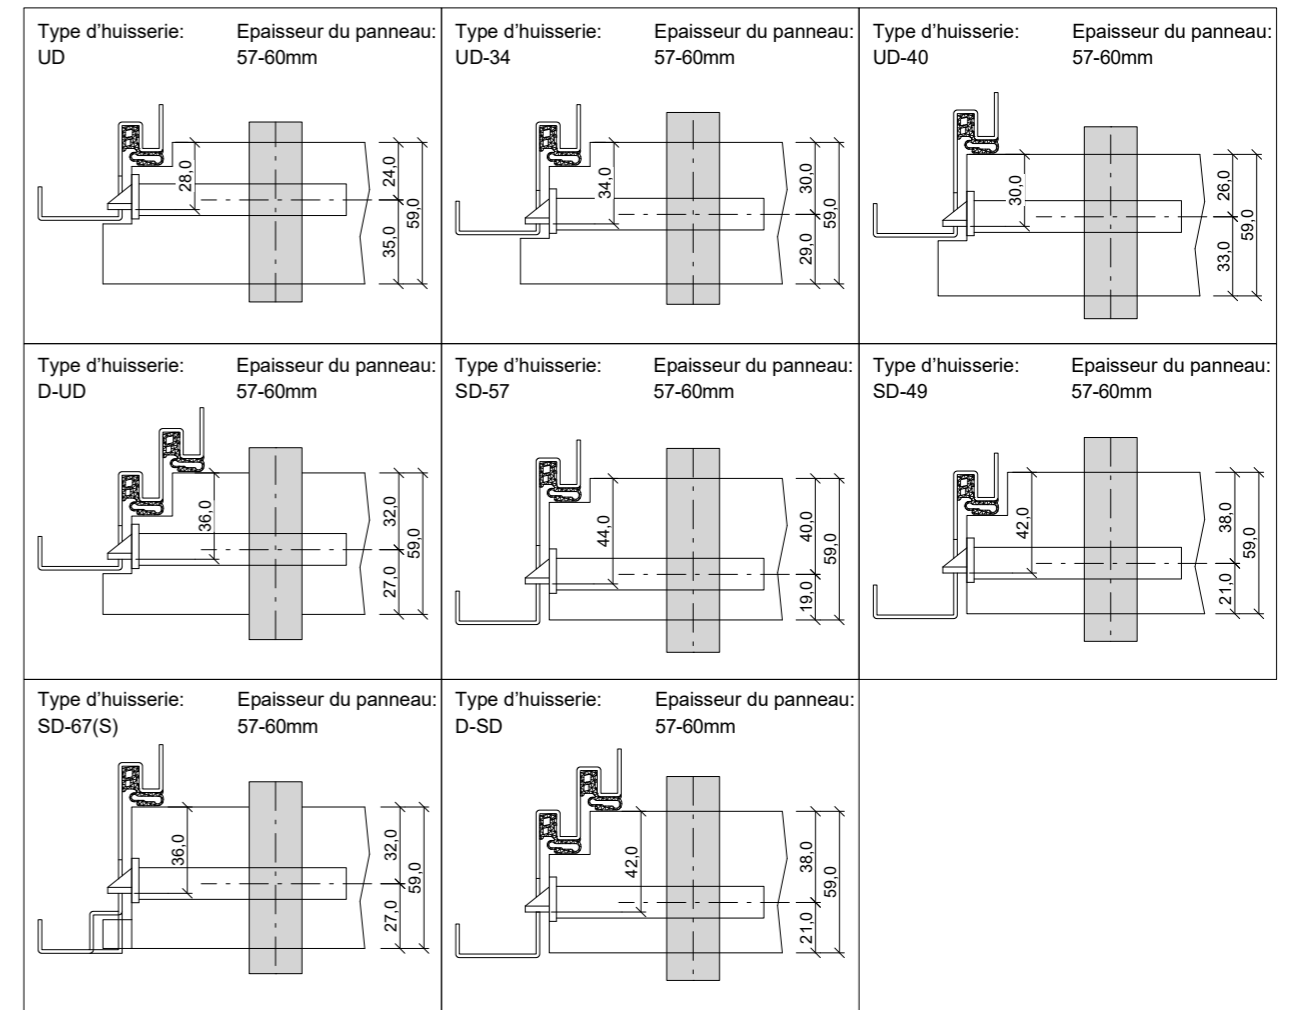 Type d'huisserie: Epaisseur du panneau:
UD 57-60mm
28,0
24,0
35,0
59,0
Type d'huisserie: Epaisseur du panneau:
UD-34 57-60mm
34,0
30,0
29,0
59,0
Type d'huisserie: Epaisseur du panneau:
UD-40 57-60mm
30,0
26,0
33,0
59,0
Type d'huisserie: Epaisseur du panneau:
D-UD 57-60mm
36,0
32,0
27,0
59,0
Type d'huisserie: Epaisseur du panneau:
SD-57 57-60mm
44,0
40,0
19,0
59,0
Type d'huisserie: Epaisseur du panneau:
SD-49 57-60mm
42,0
38,0
21,0
59,0
Type d'huisserie: Epaisseur du panneau:
SD-67(S) 57-60mm
36,0
32,0
27,0
59,0
Type d'huisserie: Epaisseur du panneau:
D-SD 57-60mm
42,0
38,0
21,0
59,0